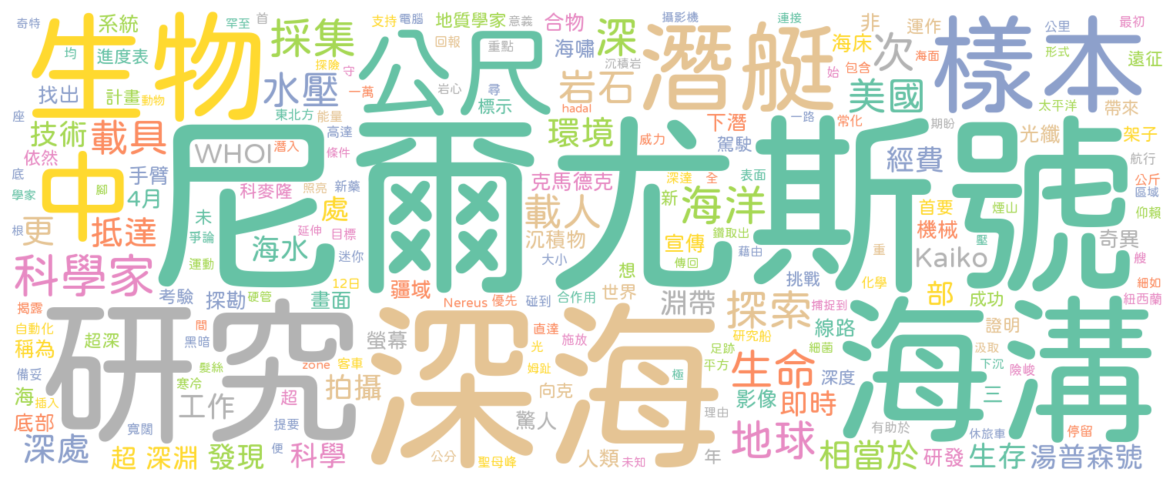 奇特 均 系統 進度表 首 採集 罕至 支持 電腦 地質學家 意義 合物 深 攝影機 連接 非 運作 公里 最初
生物 公尺 回報 重點 海嘯 潛艇 海床 次 樣本 海面 形式 遠征
找出 計畫 動物 水壓 探險 守 一萬 岩心 尋 沉積岩 岩石 始 包含 美國 太平洋 帶來
座 技術 載具 東北方 能量 標示 hadal 環境 下潛 一路 常化 期盼 光纖 架子
依然 手臂 WHOI 潛入 高達 條件 威力 駕駛 經費 航行
底 中 尼爾尤斯號 克馬德克 深達 全 表面 公斤 區域
學家 腳 4月 科麥隆 照亮 新藥 載人 新 海洋 首要 煙山 仰賴
根 更 抵達 未 處 延伸 目標 沉積物 鑽取出 機械 奇異
爭論 海水 迷你 大小 宣傳 傳回 藉由 重 Kaiko 壓 艘
科學家 運動 硬管 12日 想 挑戰 化學 細如
揭露 考驗 探勘 畫面 疆域 Nereus 優先 碰到 合作用 世界 淵帶 探索 捕捉到 部 成功 紐西蘭
自動化 間 超深 稱為 黑暗 螢幕 直達 施放 研究船 足跡 線路 細菌 證明
研究 髮絲 zone 客車 光 深海 姆趾 平方 生命 深度 海溝 汲取 下沉 險峻
備妥 寒冷 超 拍攝 極 向克 影像 即時 三
海 插入 工作 驚人 理由 有助於 停留
底部 寬闊 提要 地球 休旅車
深處 超 深淵 發現 便 科學 公分 聖母峰 人類 未知 年 相當於 研發 生存 湯普森號